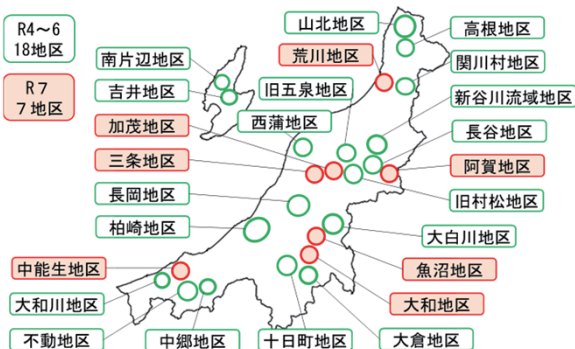 R4～6
18地区
R7
7地区
山北地区
高根地区
荒川地区
関川村地区
南片辺地区
吉井地区
旧五泉地区
新谷川流域地区
加茂地区
西蒲地区
長谷地区
三条地区
阿賀地区
長岡地区
旧村松地区
柏崎地区
大白川地区
中能生地区
魚沼地区
大和川地区
大和地区
不動地区
中郷地区
十日町地区
大倉地区